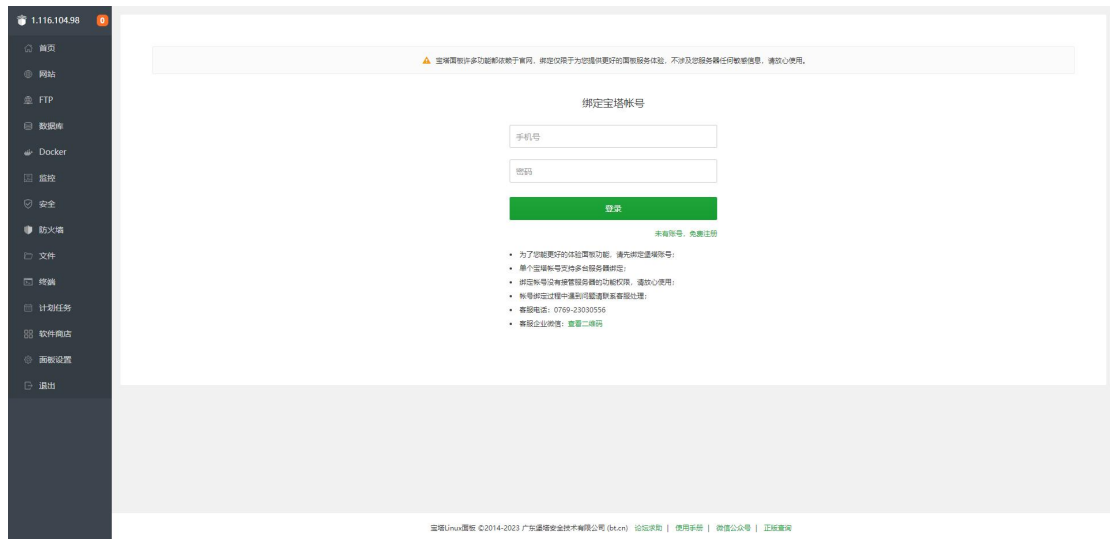 1.116.104.98 0
首页
网站
FTP
数据库
Docker
监控
安全
防火墙
文件
终端
计划任务
软件商店
面板设置
退出
宝塔面板许多功能都依赖于官网，绑定仅限于为您提供更好的面板服务体验，不涉及您服务器任何敏感信息，请放心使用。
绑定宝塔帐号
手机号
密码
登录
未有账号，免费注册
为了您能更好的体验面板功能，请先绑定堡塔账号；
单个宝塔帐号支持多台服务器绑定；
绑定帐号没有接管服务器的功能权限，请放心使用；
帐号绑定过程中遇到问题请联系客服处理；
客服电话：0769-23030556
客服企业微信：查看二维码
宝塔Linux面板 ©2014-2023 广东堡塔安全技术有限公司 (bt.cn) 论坛求助 | 使用手册 | 微信公众号 | 正版查询